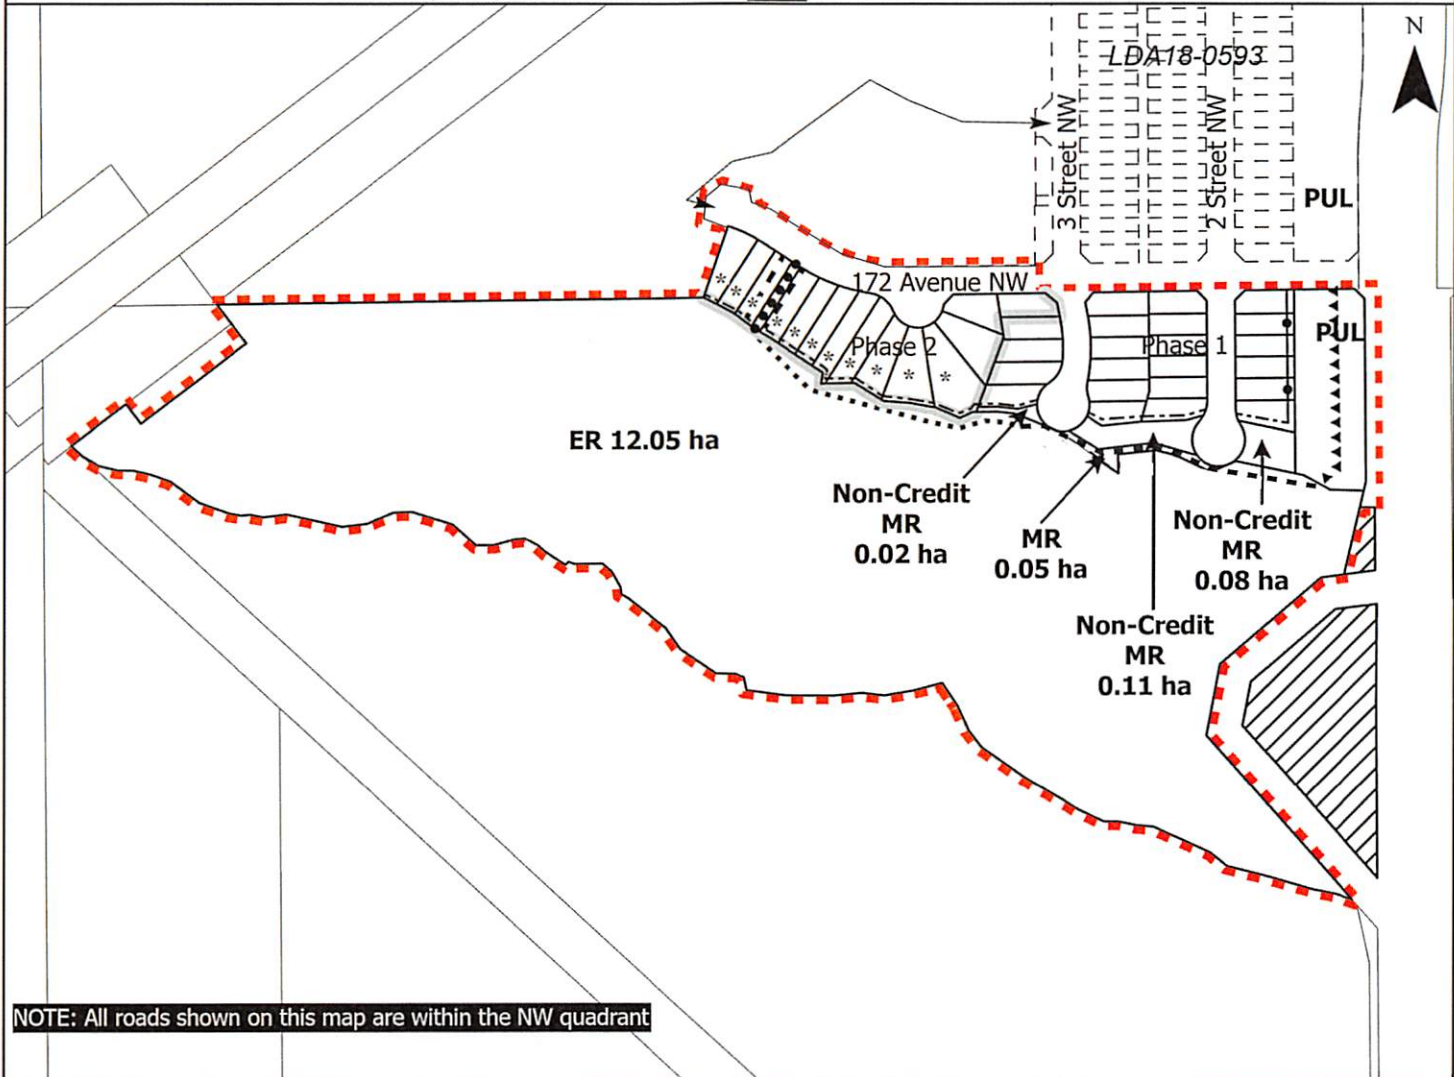 N
LDA18-0593
3 Street NW
2 Street NW
PUL
172 Avenue NW
Phase 2
Phase 1
PUL
ER 12.05 ha
Non-Credit
MR
0.02 ha
MR
0.05 ha
Non-Credit
MR
0.08 ha
Non-Credit
MR
0.11 ha
NOTE: All roads shown on this map are within the NW quadrant